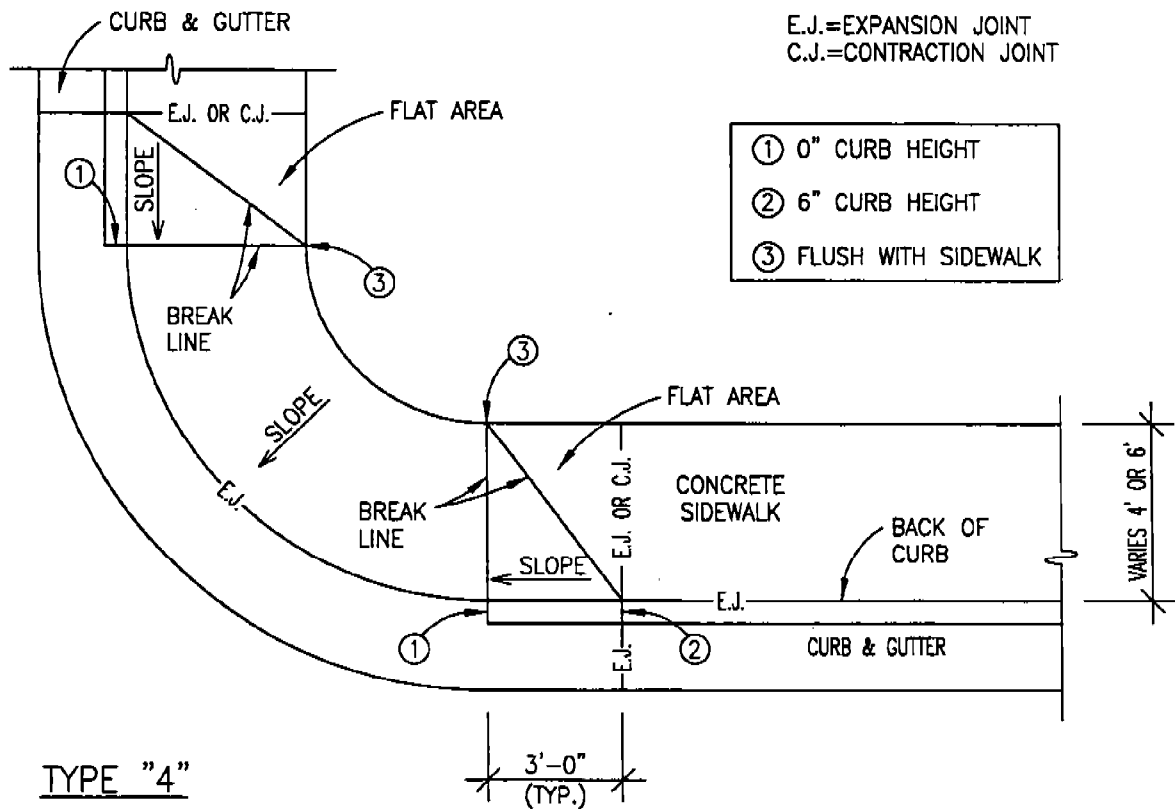 CURB & GUTTER
E.J.=EXPANSION JOINT
C.J.=CONTRACTION JOINT
E.J. OR C.J.
FLAT AREA
① 0" CURB HEIGHT
② 6" CURB HEIGHT
③ FLUSH WITH SIDEWALK
①
SLOPE
③
BREAK
LINE
③
FLAT AREA
SLOPE
E.J.
BREAK
LINE
E.J. OR C.J.
CONCRETE
SIDEWALK
BACK OF
CURB
VARIES 4' OR 6'
SLOPE
E.J.
①
E.J.
②
CURB & GUTTER
3'-0"
(TYP.)
TYPE "4"